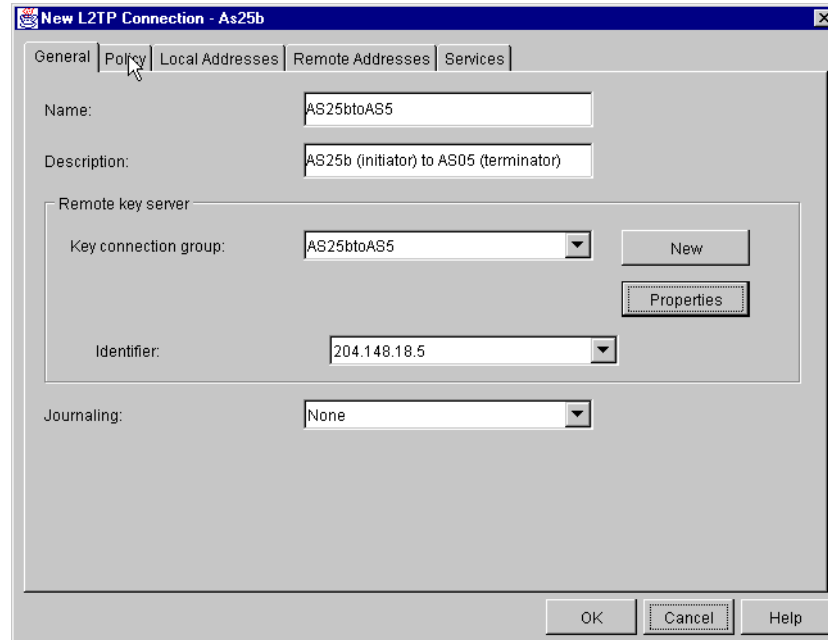 New L2TP Connection - As25b
General Policy Local Addresses Remote Addresses Services
Name: AS25btoAS5
Description: AS25b (initiator) to AS05 (terminator)
Remote key server
Key connection group: AS25btoAS5 New
Properties
Identifier: 204.148.18.5
Journaling: None
OK Cancel Help